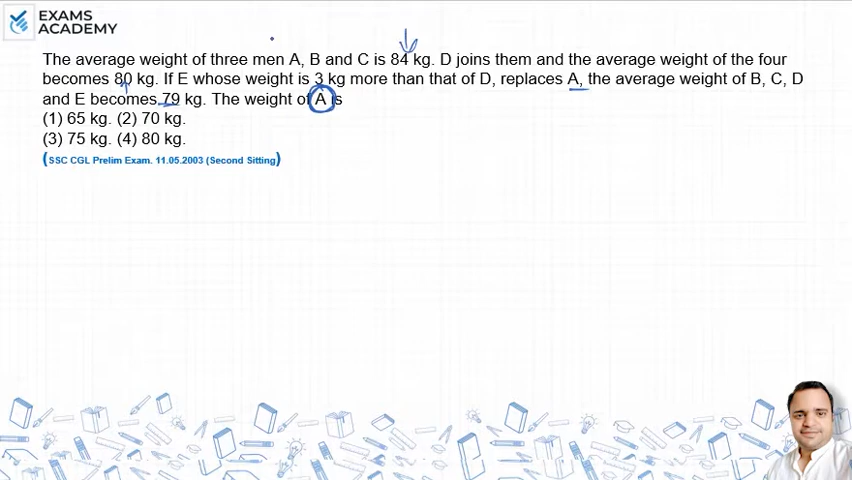 EXAMS
ACADEMY
The average weight of three men A, B and C is 84 kg. D joins them and the average weight of the four
becomes 80 kg. If E whose weight is 3 kg more than that of D, replaces A, the average weight of B, C, D
and E becomes 79 kg. The weight of A is
(1) 65 kg. (2) 70 kg.
(3) 75 kg. (4) 80 kg.
(SSC CGL Prelim Exam. 11.05.2003 (Second Sitting)